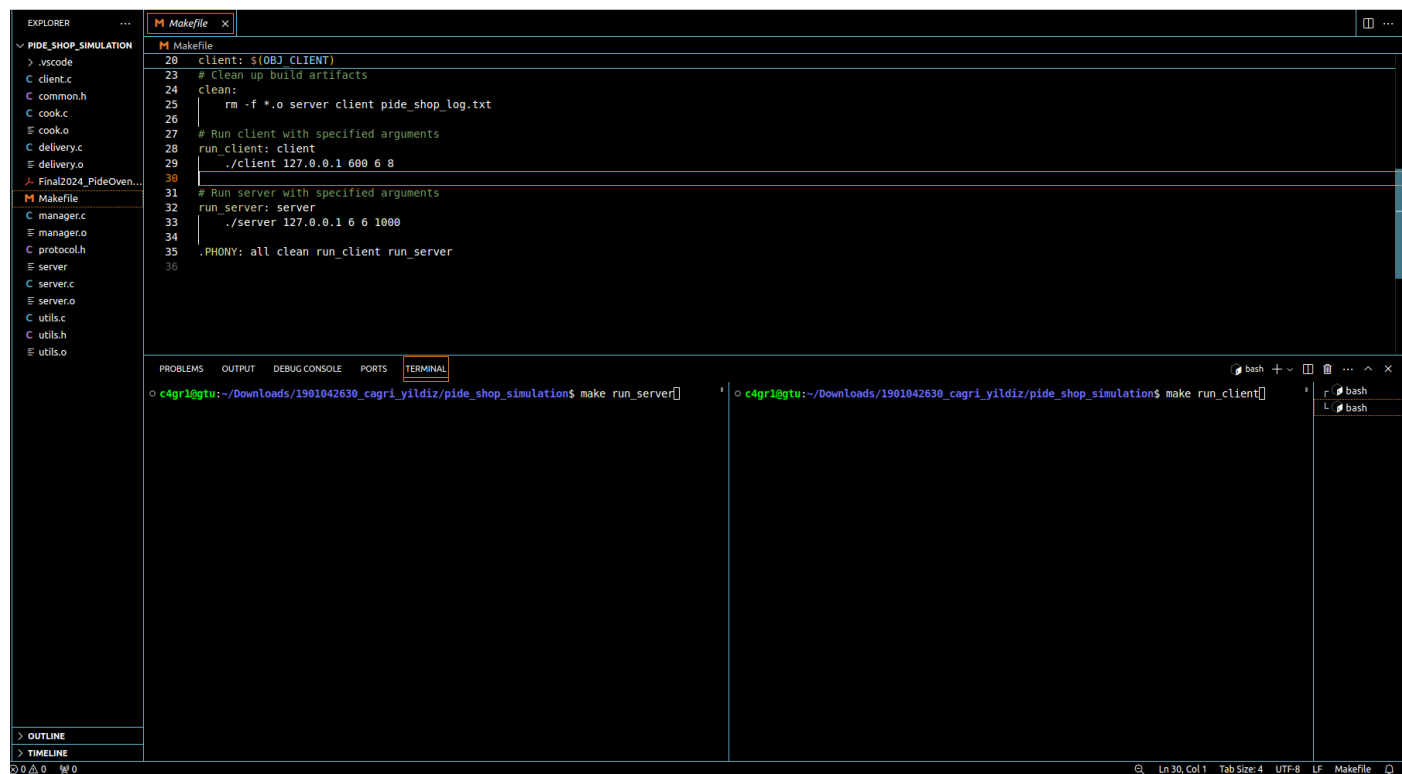 EXPLORER ...
PIDE_SHOP_SIMULATION
.vscode
C client.c
C common.h
C cook.c
cook.o
C delivery.c
delivery.o
Final2024_PideOven...
M Makefile
C manager.c
manager.o
C protocol.h
server
C server.c
server.o
C utils.c
C utils.h
utils.o
OUTLINE
TIMELINE
M Makefile ×
M Makefile
20 client: $(OBJ_CLIENT)
23 # Clean up build artifacts
24 clean:
25 rm -f *.o server client pide_shop_log.txt
26
27 # Run client with specified arguments
28 run_client: client
29 ./client 127.0.0.1 600 6 8
30
31 # Run server with specified arguments
32 run_server: server
33 ./server 127.0.0.1 6 6 1000
34
35 .PHONY: all clean run_client run_server
36
PROBLEMS OUTPUT DEBUG CONSOLE PORTS TERMINAL
bash
c4gr1@gtu:~/Downloads/1901042630_cagri_yildiz/pide_shop_simulation$ make run_server
c4gr1@gtu:~/Downloads/1901042630_cagri_yildiz/pide_shop_simulation$ make run_client
bash
bash
0 0 0
Ln 30, Col 1 Tab Size: 4 UTF-8 LF Makefile